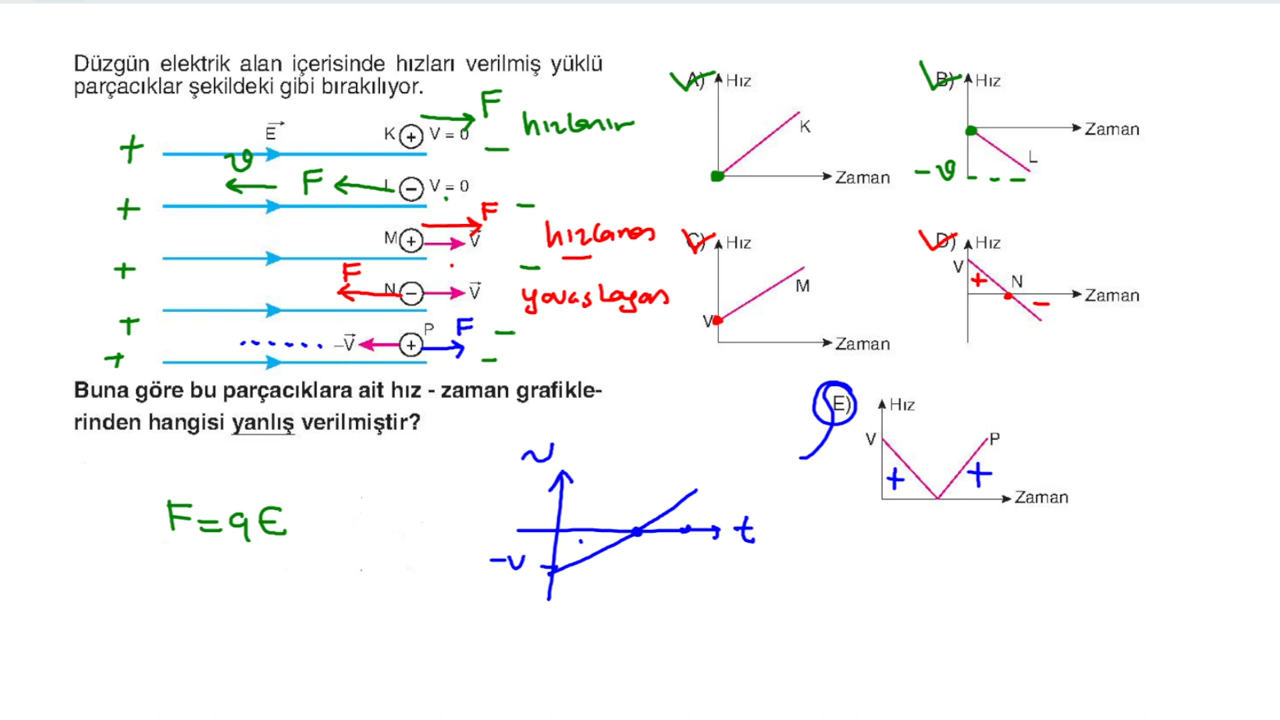 Düzgün elektrik alan içerisinde hızları verilmiş yüklü
parçacıklar şekildeki gibi bırakılıyor.
E
K + V = 0 F hızlanır
+ −
ϑ F L − V = 0
+ −
M + V F hızlanan
+ −
F N − V yavaşlayan
+ −
−V + P F
+ −
Buna göre bu parçacıklara ait hız - zaman grafikle-
rinden hangisi yanlış verilmiştir?
F = qE
v
t
−v
A) Hız
K
Zaman
B) Hız
Zaman
L
−ϑ
C) Hız
M
V
Zaman
D) Hız
V
+ N −
Zaman
E) Hız
V P
+ +
Zaman